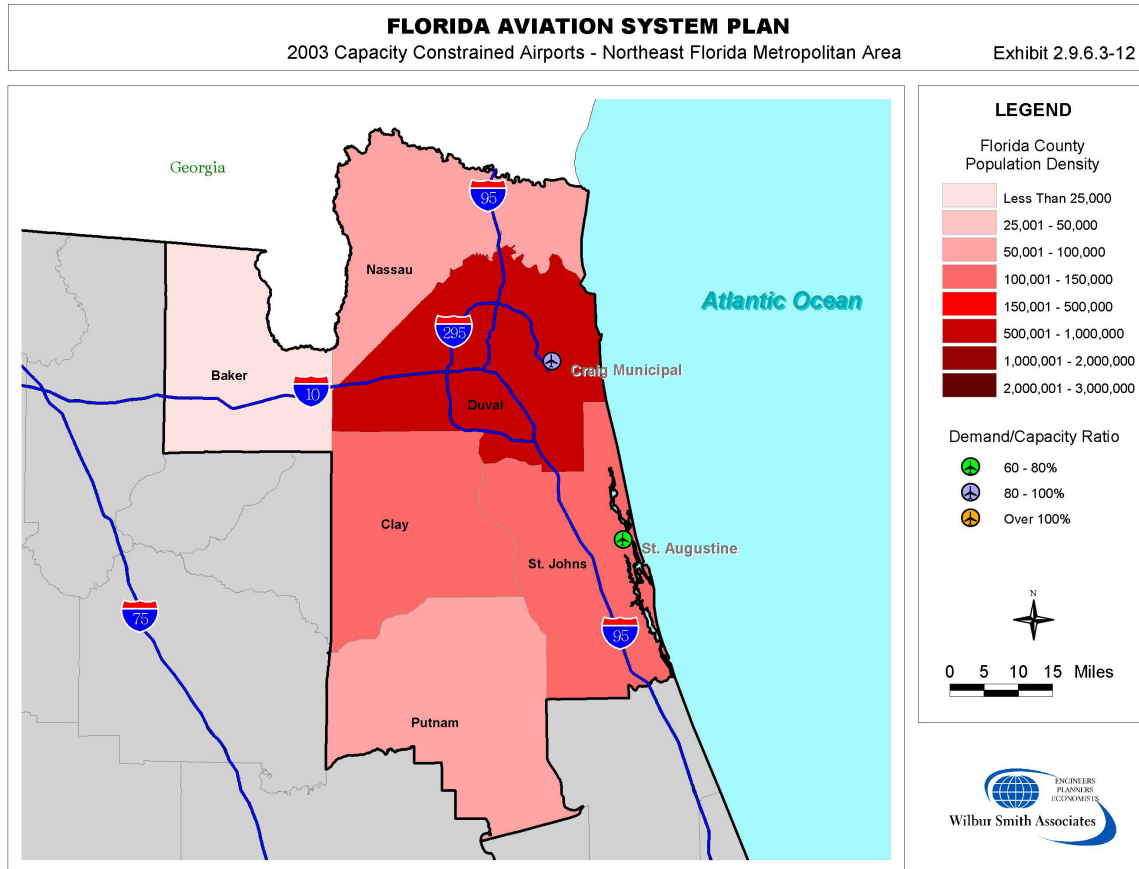 FLORIDA AVIATION SYSTEM PLAN
2003 Capacity Constrained Airports - Northeast Florida Metropolitan Area
Exhibit 2.9.6.3-12
Georgia
95
Nassau
295
Atlantic Ocean
Craig Municipal
Baker
10
Duval
Clay
St. Augustine
St. Johns
75
95
Putnam
LEGEND
Florida County
Population Density
Less Than 25,000
25,001 - 50,000
50,001 - 100,000
100,001 - 150,000
150,001 - 500,000
500,001 - 1,000,000
1,000,001 - 2,000,000
2,000,001 - 3,000,000
Demand/Capacity Ratio
60 - 80%
80 - 100%
Over 100%
N
0 5 10 15 Miles
ENGINEERS
PLANNERS
ECONOMISTS
Wilbur Smith Associates